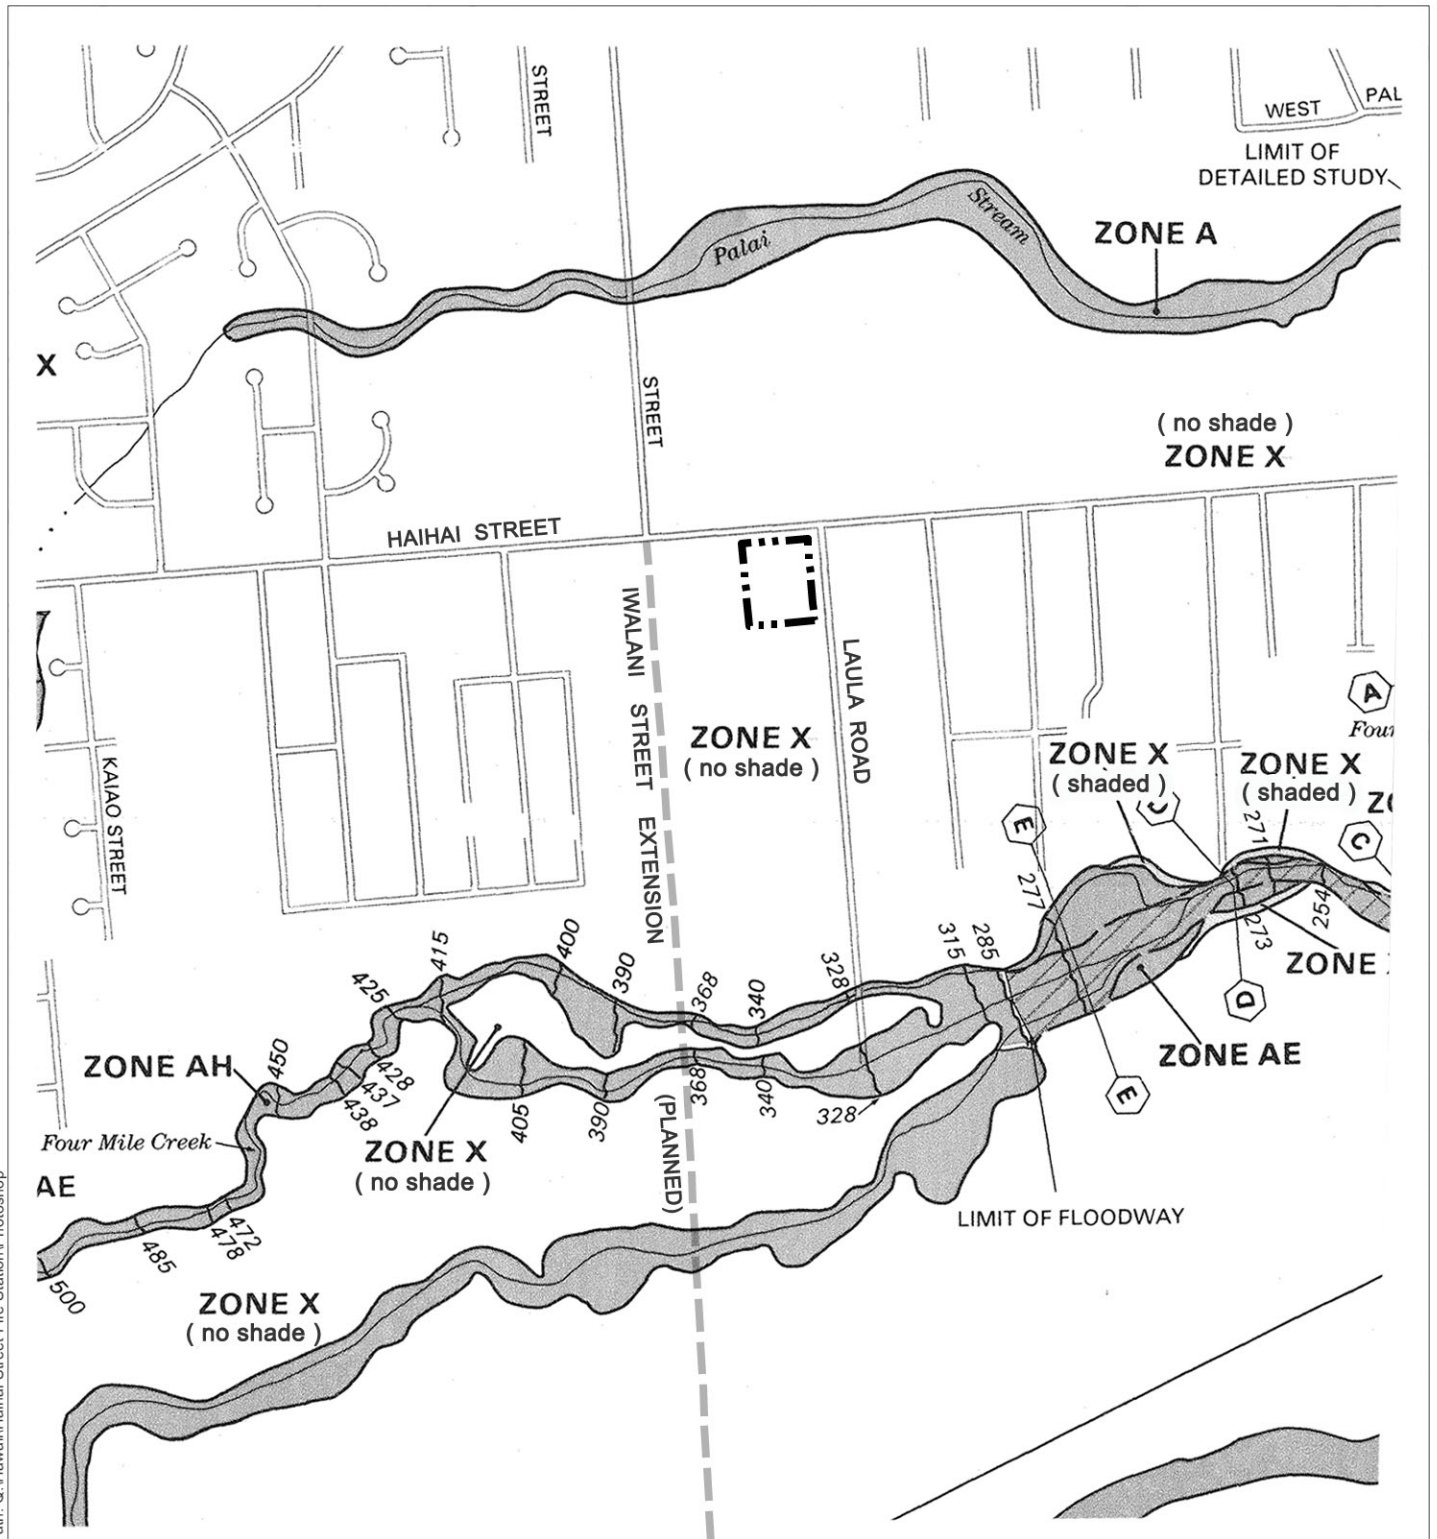 STREET
WEST
PAL
LIMIT OF
DETAILED STUDY
Palai
Stream
ZONE A
X
STREET
( no shade )
ZONE X
HAIHAI STREET
IWALANI STREET EXTENSION
(PLANNED)
LAULA ROAD
A
Four
ZONE X
( no shade )
ZONE X
( shaded )
ZONE X
( shaded )
KAIAO STREET
E
C
271
277
254
273
415
400
390
368
340
328
315
285
425
ZONE
D
ZONE AH
450
428
437
438
ZONE AE
405
390
368
340
328
E
Four Mile Creek
ZONE X
( no shade )
AE
472
478
485
500
LIMIT OF FLOODWAY
ZONE X
( no shade )